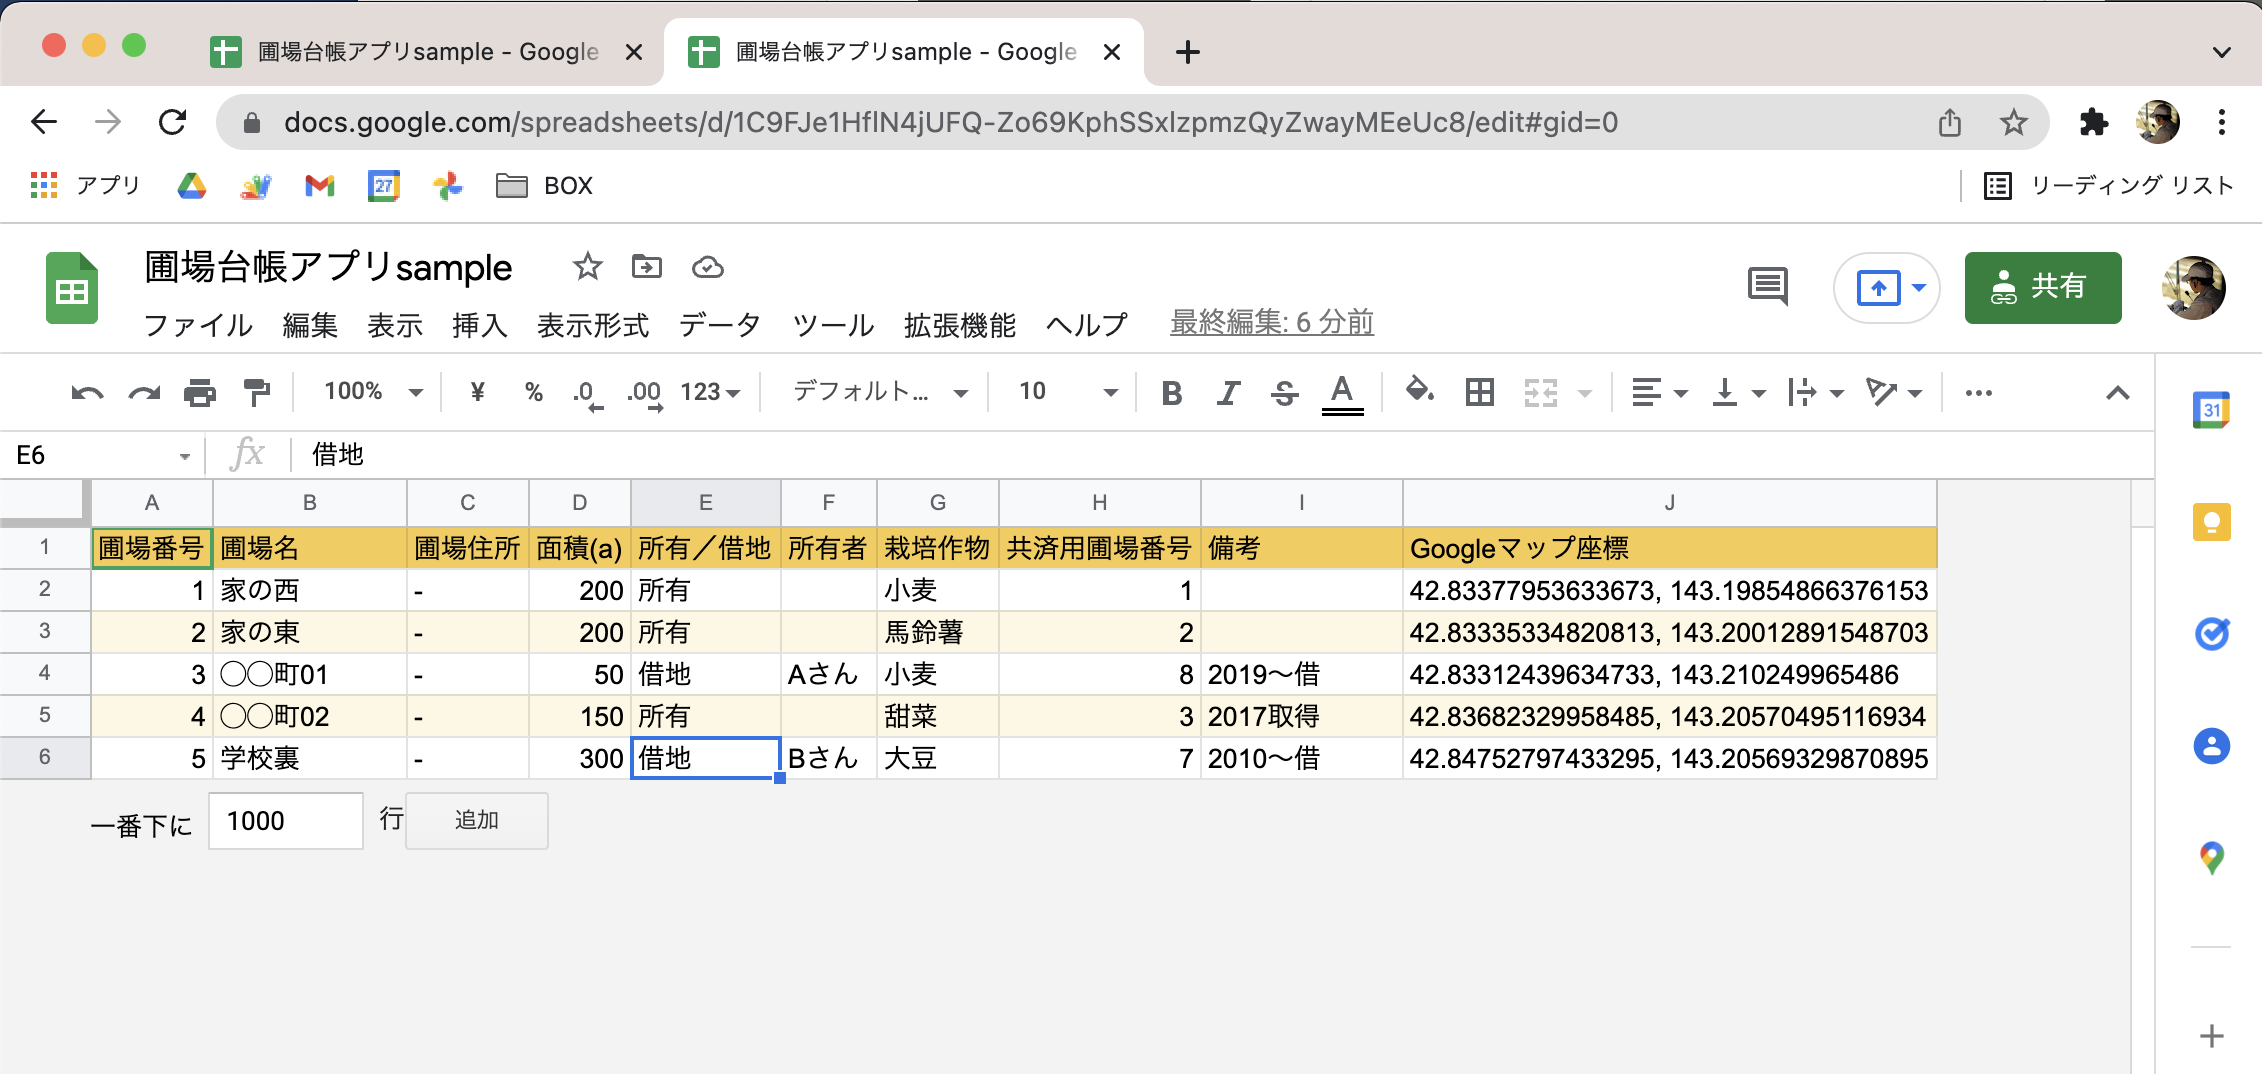 圃場台帳アプリsample - Google
圃場台帳アプリsample - Google
docs.google.com/spreadsheets/d/1C9FJe1HflN4jUFQ-Zo69KphSSxlzpmzQyZwayMEeUc8/edit#gid=0
アプリ 27 BOX リーディング リスト
圃場台帳アプリsample
共有
ファイル 編集 表示 挿入 表示形式 データ ツール 拡張機能 ヘルプ 最終編集: 6 分前
100% ¥ % .0 .00 123 デフォルト... 10 B I S A
31
E6 fx 借地
A B C D E F G H I J
1 圃場番号 圃場名 圃場住所 面積(a) 所有／借地 所有者 栽培作物 共済用圃場番号 備考 Googleマップ座標
2 1 家の西 - 200 所有 小麦 1 42.83377953633673, 143.19854866376153
3 2 家の東 - 200 所有 馬鈴薯 2 42.83335334820813, 143.20012891548703
4 3 〇〇町01 - 50 借地 Aさん 小麦 8 2019〜借 42.83312439634733, 143.210249965486
5 4 〇〇町02 - 150 所有 甜菜 3 2017取得 42.83682329958485, 143.20570495116934
6 5 学校裏 - 300 借地 Bさん 大豆 7 2010〜借 42.84752797433295, 143.20569329870895
一番下に 1000 行 追加